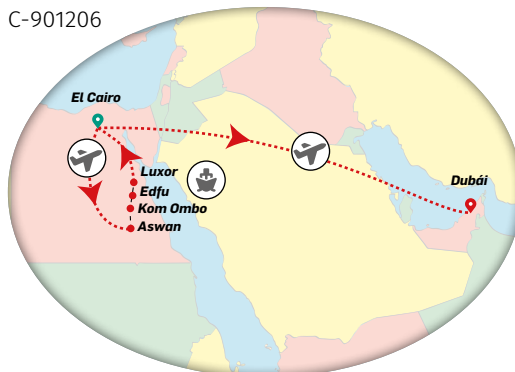 C-901206
El Cairo
Luxor
Edfu
Kom Ombo
Aswan
Dubái